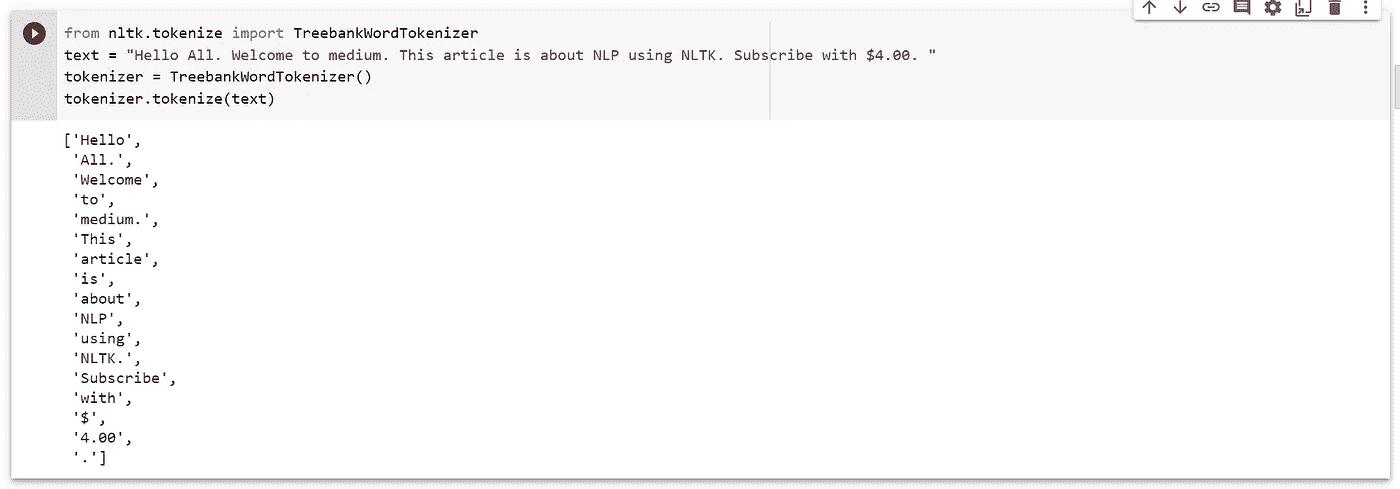 from nltk.tokenize import TreebankWordTokenizer
text = "Hello All. Welcome to medium. This article is about NLP using NLTK. Subscribe with $4.00. "
tokenizer = TreebankWordTokenizer()
tokenizer.tokenize(text)
['Hello',
 'All.',
 'Welcome',
 'to',
 'medium.',
 'This',
 'article',
 'is',
 'about',
 'NLP',
 'using',
 'NLTK.',
 'Subscribe',
 'with',
 '$',
 '4.00',
 '.']